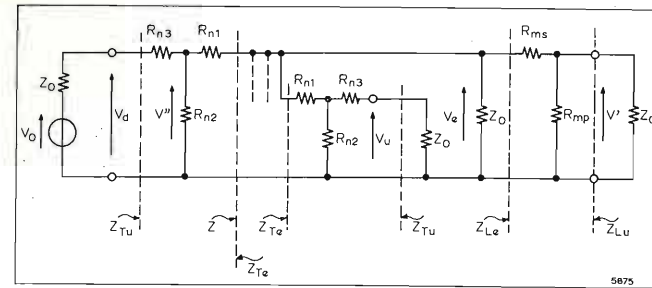 Rn3 Rn1 Rms
Rn1 Rn3
Z0 Vd V'' Rn2 Rn2 Vu Z0 Ve Z0 Rmp V' Z0
V0
ZTu Z ZTe ZTu ZLe ZLu
ZTe
5875